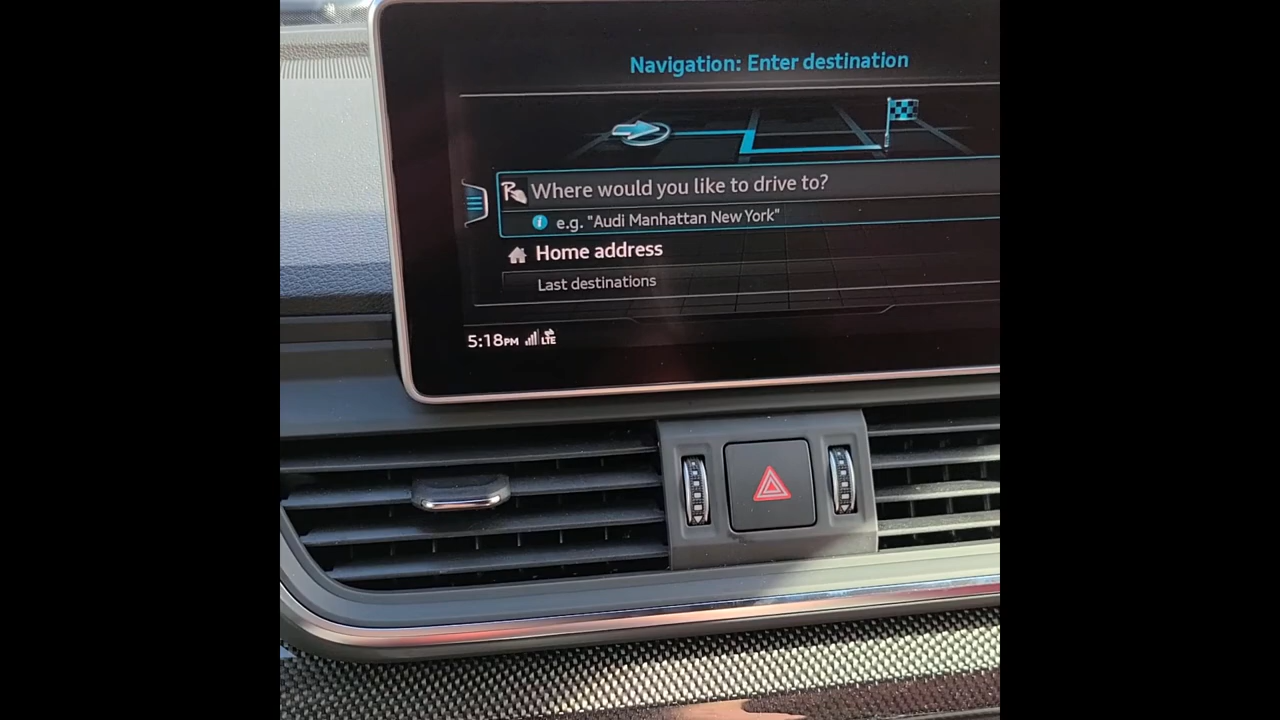 Navigation: Enter destination
Where would you like to drive to?
e.g. "Audi Manhattan New York"
Home address
Last destinations
5:18PM LTE